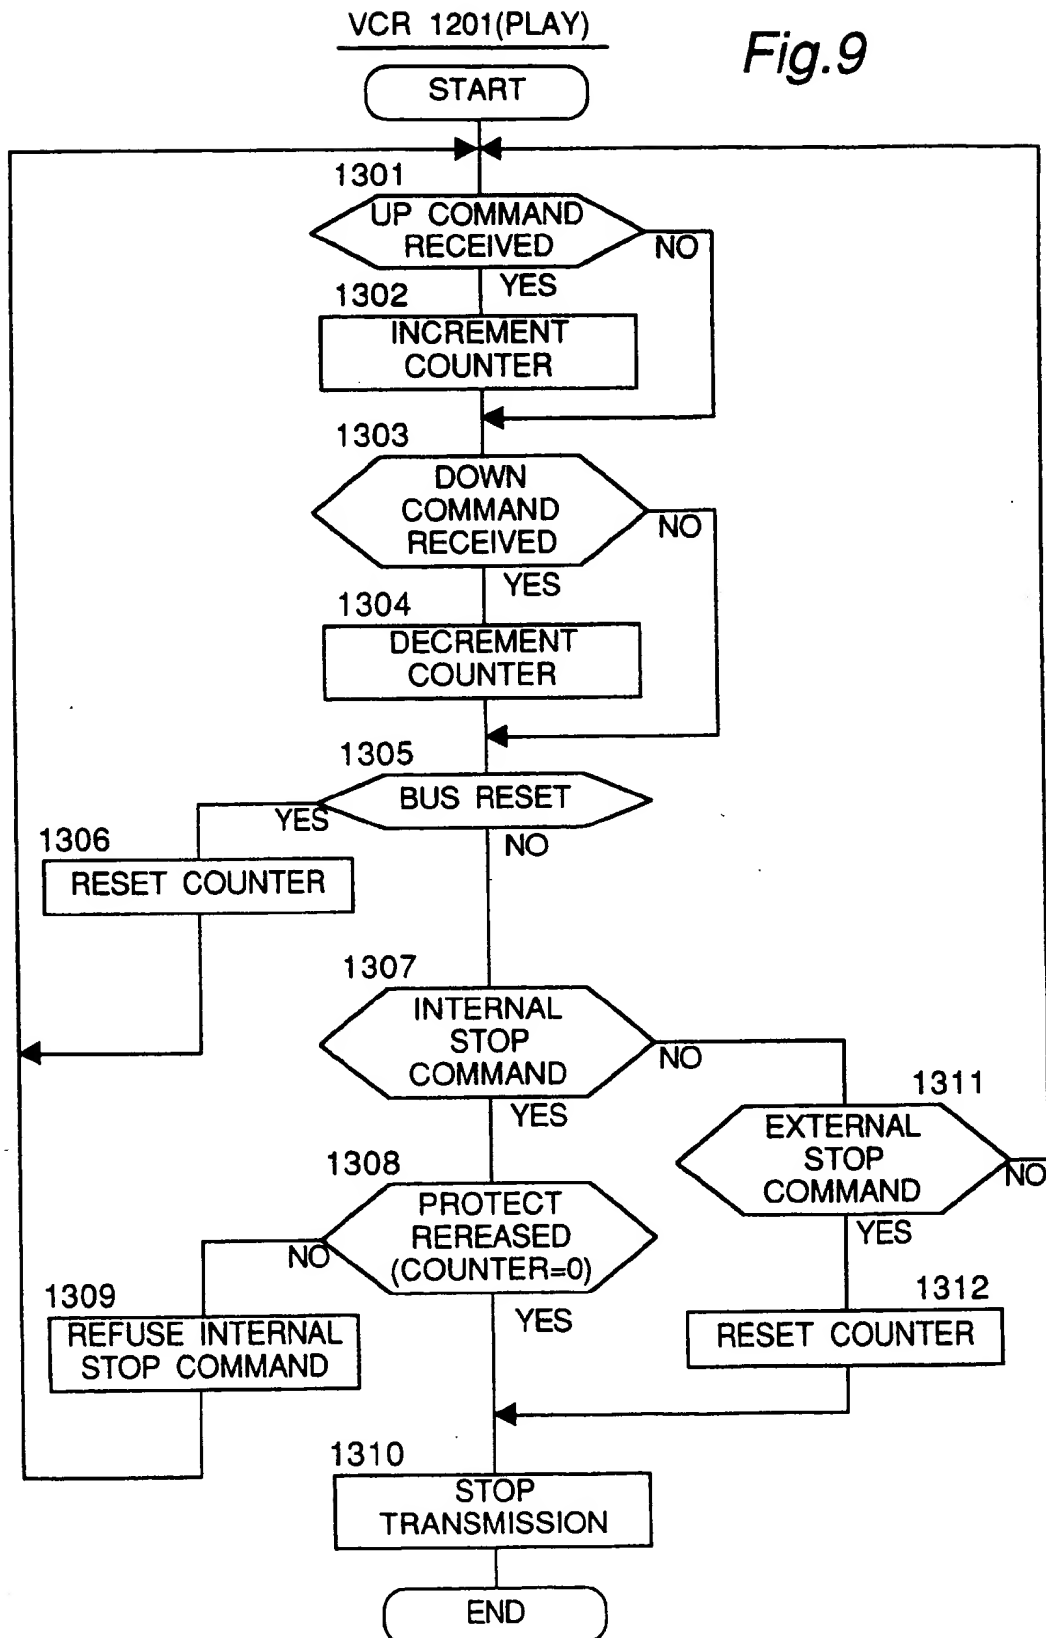 VCR 1201(PLAY)
Fig.9
START
1301
UP COMMAND
RECEIVED
NO
YES
1302
INCREMENT
COUNTER
1303
DOWN
COMMAND
RECEIVED
NO
YES
1304
DECREMENT
COUNTER
1305
BUS RESET
YES
NO
1306
RESET COUNTER
1307
INTERNAL
STOP
COMMAND
NO
YES
1311
EXTERNAL
STOP
COMMAND
NO
YES
1308
PROTECT
REREASED
(COUNTER=0)
NO
YES
1309
REFUSE INTERNAL
STOP COMMAND
1312
RESET COUNTER
1310
STOP
TRANSMISSION
END